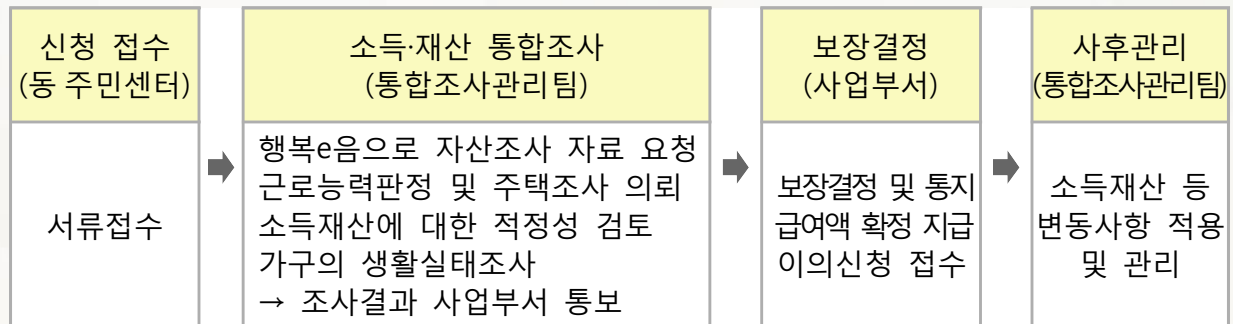 신청 접수
(동 주민센터)
서류접수
소득·재산 통합조사
(통합조사관리팀)
행복e음으로 자산조사 자료 요청
근로능력판정 및 주택조사 의뢰
소득재산에 대한 적정성 검토
가구의 생활실태조사
→ 조사결과 사업부서 통보
보장결정
(사업부서)
보장결정 및 통지
급여액 확정 지급
이의신청 접수
사후관리
(통합조사관리팀)
소득재산 등
변동사항 적용
및 관리